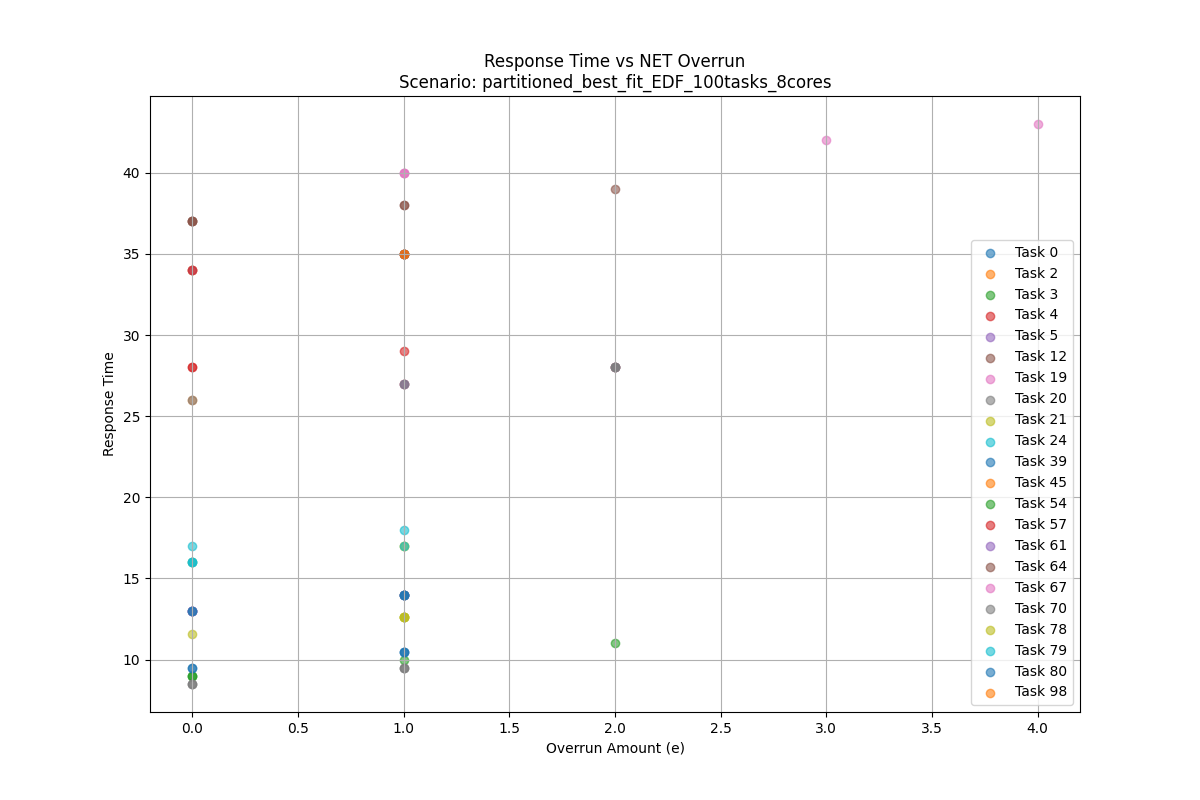 Response Time vs NET Overrun
Scenario: partitioned_best_fit_EDF_100tasks_8cores
Response Time
40
35
30
25
20
15
10
Task 0
Task 2
Task 3
Task 4
Task 5
Task 12
Task 19
Task 20
Task 21
Task 24
Task 39
Task 45
Task 54
Task 57
Task 61
Task 64
Task 67
Task 70
Task 78
Task 79
Task 80
Task 98
0.0 0.5 1.0 1.5 2.0 2.5 3.0 3.5 4.0
Overrun Amount (e)